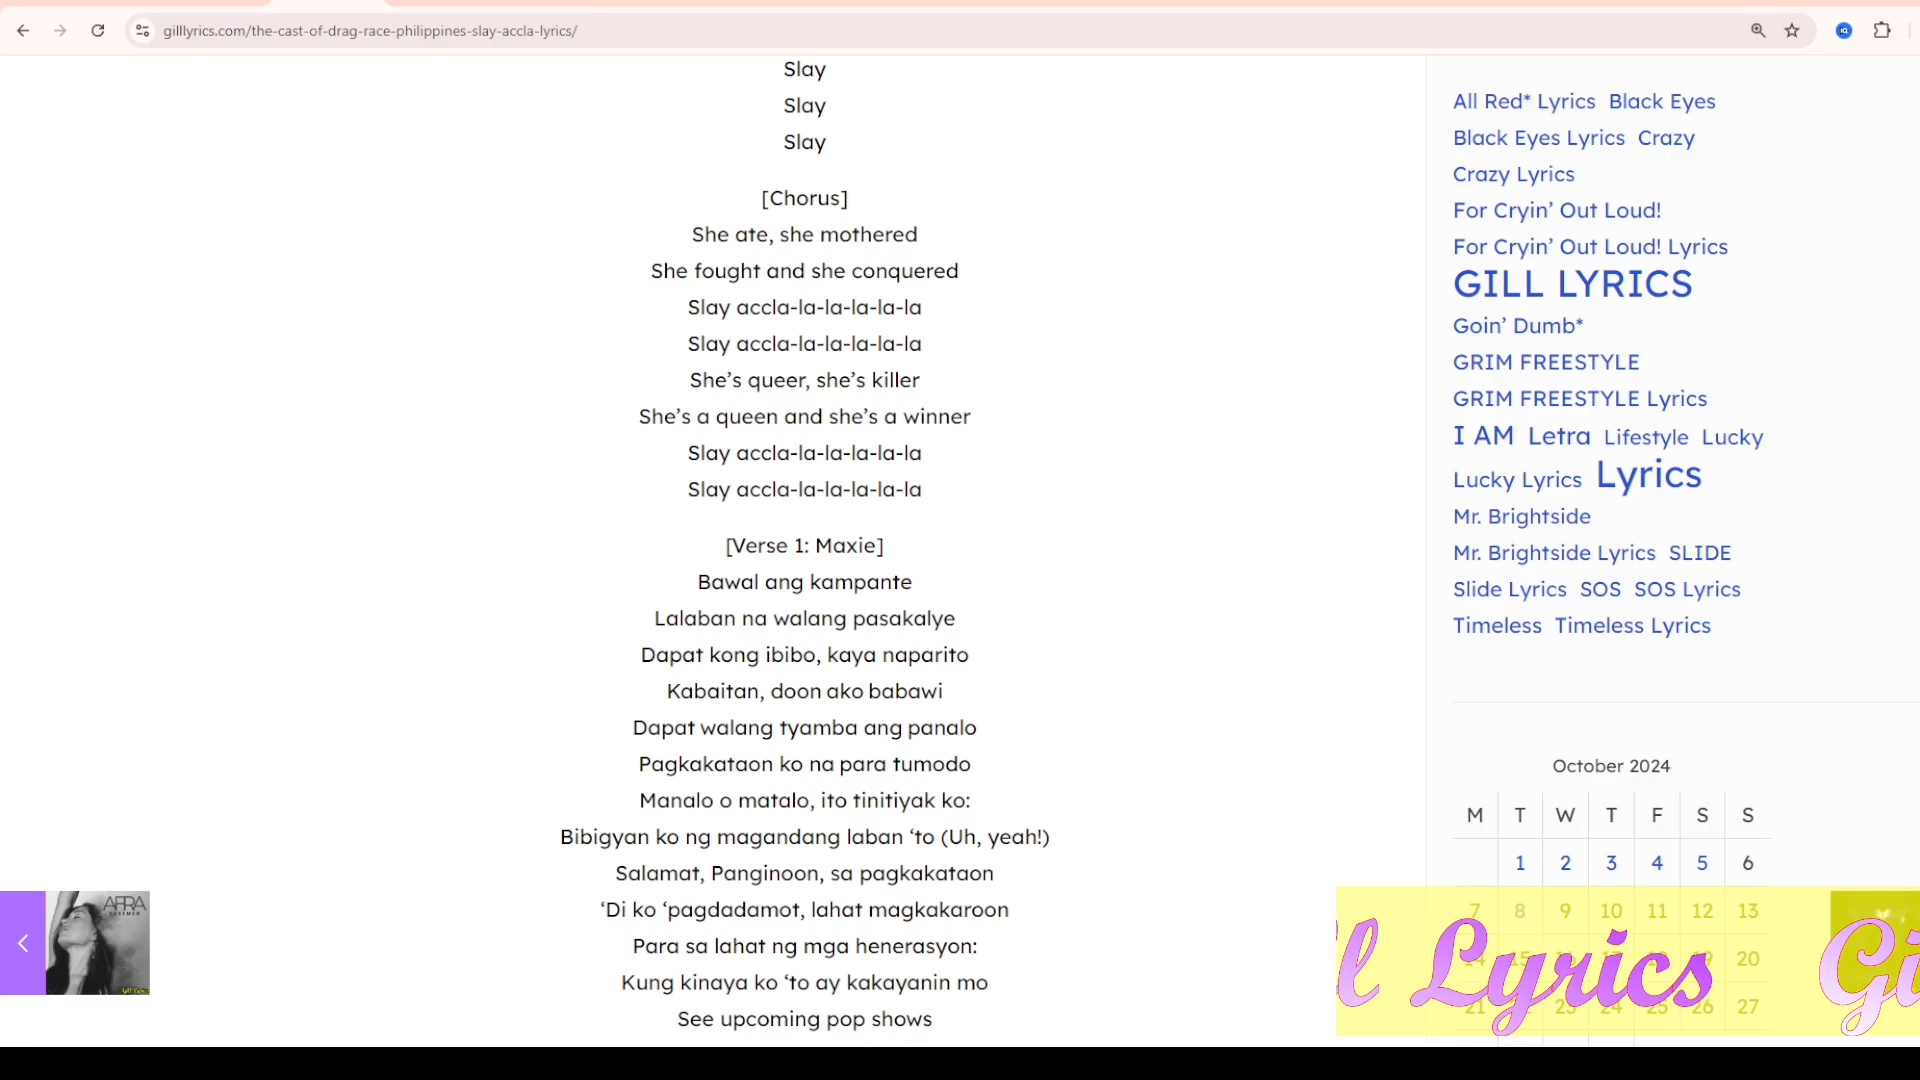 gilllyrics.com/the-cast-of-drag-race-philippines-slay-accla-lyrics/
Slay
Slay
Slay
[Chorus]
She ate, she mothered
She fought and she conquered
Slay accla-la-la-la-la-la
Slay accla-la-la-la-la-la
She’s queer, she’s killer
She’s a queen and she’s a winner
Slay accla-la-la-la-la-la
Slay accla-la-la-la-la-la
[Verse 1: Maxie]
Bawal ang kampante
Lalaban na walang pasakalye
Dapat kong ibibo, kaya naparito
Kabaitan, doon ako babawi
Dapat walang tyamba ang panalo
Pagkakataon ko na para tumodo
Manalo o matalo, ito tinitiyak ko:
Bibigyan ko ng magandang laban ‘to (Uh, yeah!)
Salamat, Panginoon, sa pagkakataon
‘Di ko ‘pagdadamot, lahat magkakaroon
Para sa lahat ng mga henerasyon:
Kung kinaya ko ‘to ay kakayanin mo
See upcoming pop shows
All Red* Lyrics Black Eyes
Black Eyes Lyrics Crazy
Crazy Lyrics
For Cryin’ Out Loud!
For Cryin’ Out Loud! Lyrics
GILL LYRICS
Goin’ Dumb*
GRIM FREESTYLE
GRIM FREESTYLE Lyrics
I AM Letra Lifestyle Lucky
Lucky Lyrics Lyrics
Mr. Brightside
Mr. Brightside Lyrics SLIDE
Slide Lyrics SOS SOS Lyrics
Timeless Timeless Lyrics
October 2024
M T W T F S S
1 2 3 4 5 6
7 8 9 10 11 12 13
14 15 20
21 23 24 25 26 27
Lyrics